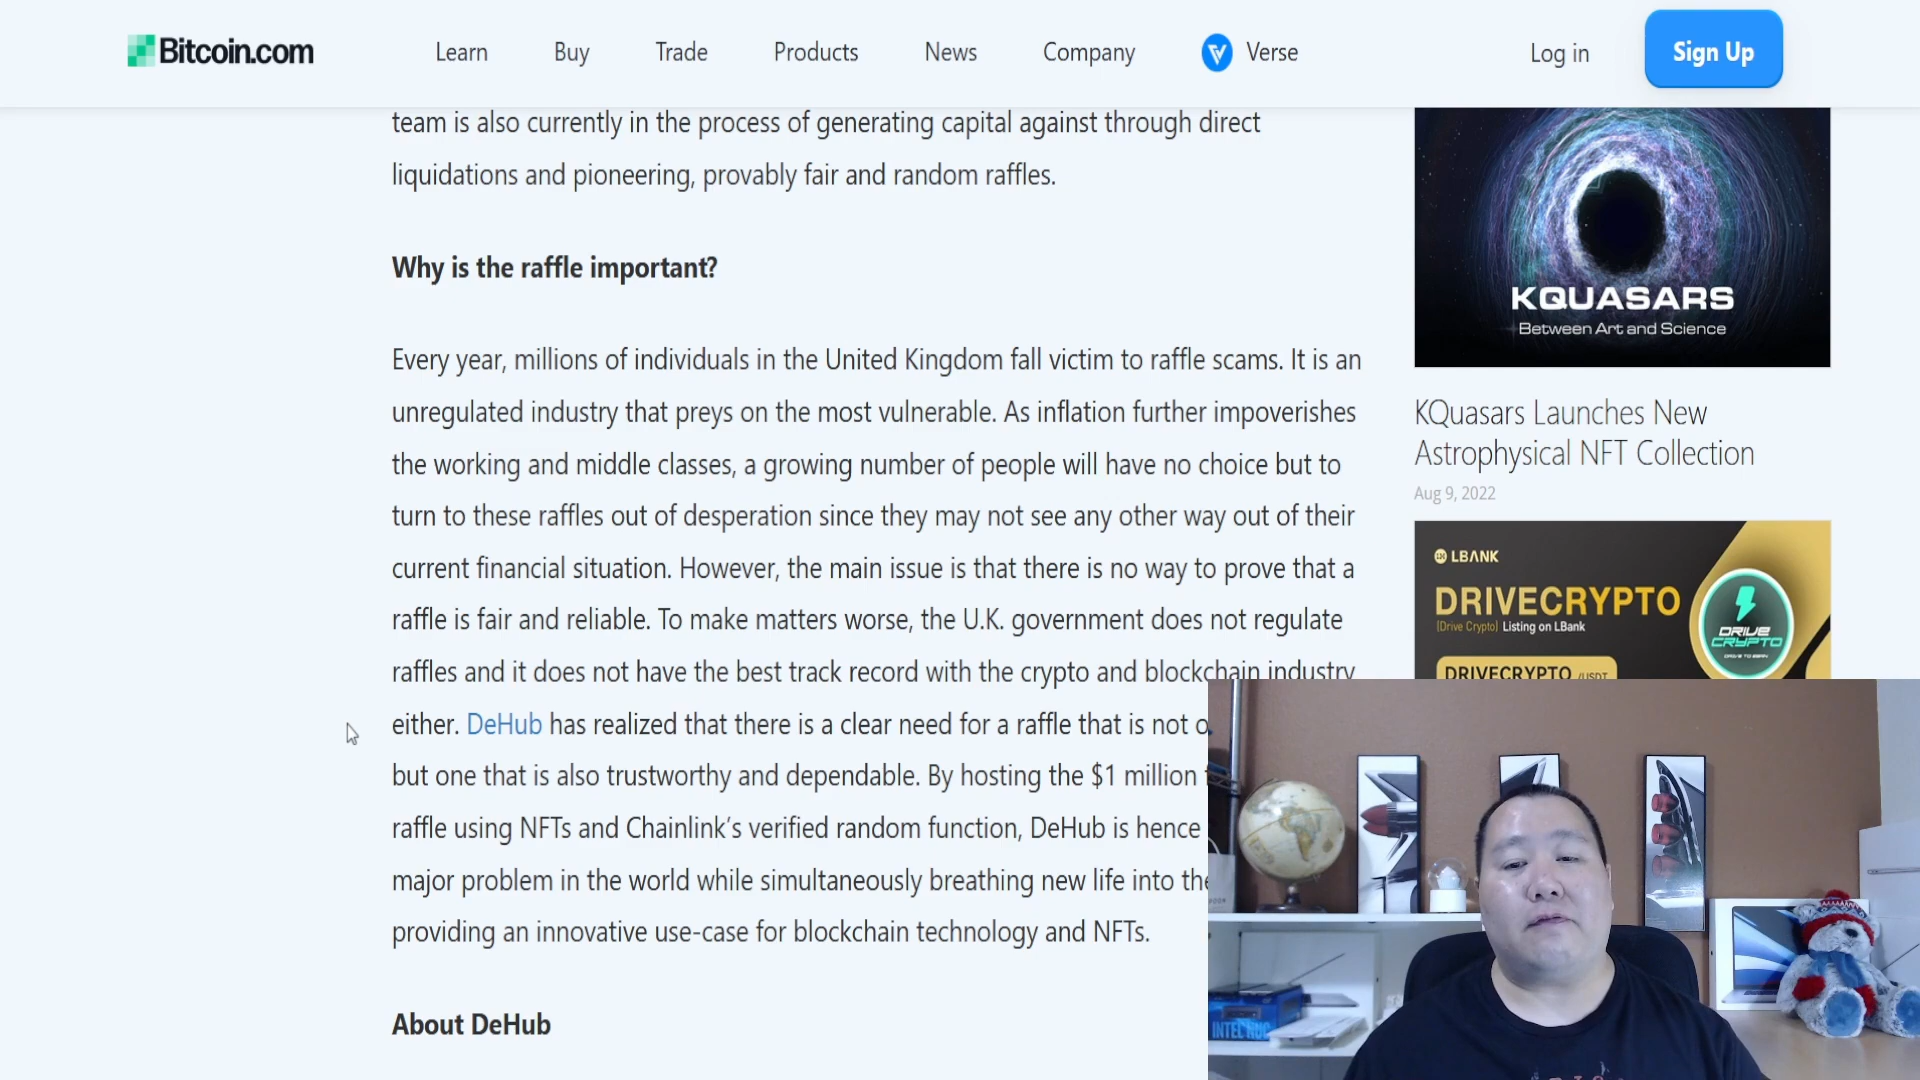 Bitcoin.com
Learn
Buy
Trade
Products
News
Company
Verse
Log in
Sign Up
team is also currently in the process of generating capital against through direct
liquidations and pioneering, provably fair and random raffles.
Why is the raffle important?
Every year, millions of individuals in the United Kingdom fall victim to raffle scams. It is an
unregulated industry that preys on the most vulnerable. As inflation further impoverishes
the working and middle classes, a growing number of people will have no choice but to
turn to these raffles out of desperation since they may not see any other way out of their
current financial situation. However, the main issue is that there is no way to prove that a
raffle is fair and reliable. To make matters worse, the U.K. government does not regulate
raffles and it does not have the best track record with the crypto and blockchain industry
either. DeHub has realized that there is a clear need for a raffle that is not
but one that is also trustworthy and dependable. By hosting the $1 million
raffle using NFTs and Chainlink's verified random function, DeHub is hence
major problem in the world while simultaneously breathing new life into the
providing an innovative use-case for blockchain technology and NFTs.
About DeHub
KQUASARS
Between Art and Science
KQuasars Launches New
Astrophysical NFT Collection
Aug 9, 2022
LBANK
DRIVECRYPTO
[Drive Crypto] Listing on LBank
DRIVE
CRYPTO
DRIVECRYPTO /USDT
INTEL NUC